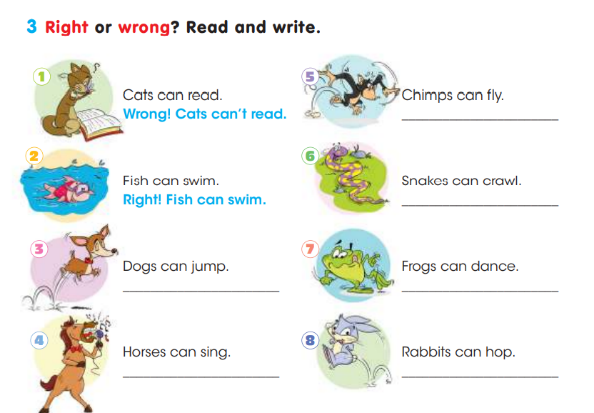 3 Right or wrong? Read and write.
1
Cats can read.
Wrong! Cats can't read.
2
Fish can swim.
Right! Fish can swim.
3
Dogs can jump.
4
Horses can sing.
5
Chimps can fly.
6
Snakes can crawl.
7
Frogs can dance.
8
Rabbits can hop.